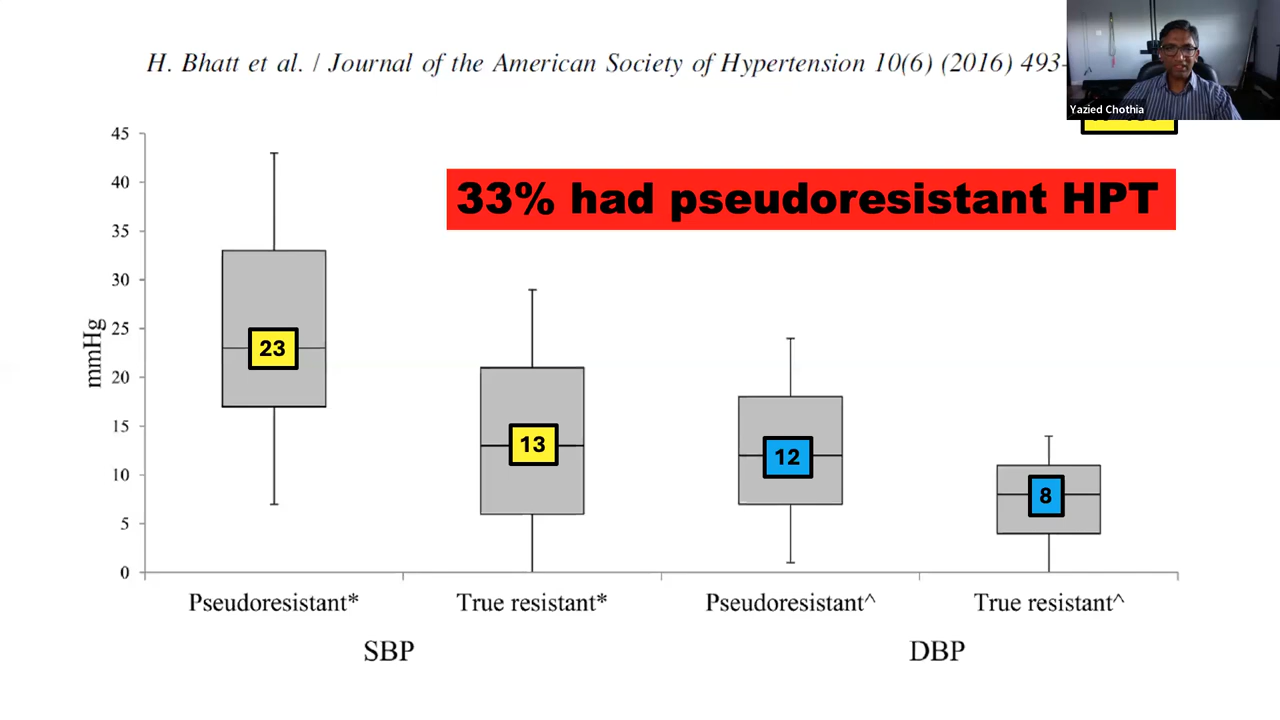 H. Bhatt et al. / Journal of the American Society of Hypertension 10(6) (2016) 493-
Yazied Chothia
33% had pseudoresistant HPT
mmHg
45
40
35
30
25
20
15
10
5
0
23
13
12
8
Pseudoresistant* True resistant* Pseudoresistant^ True resistant^
SBP DBP